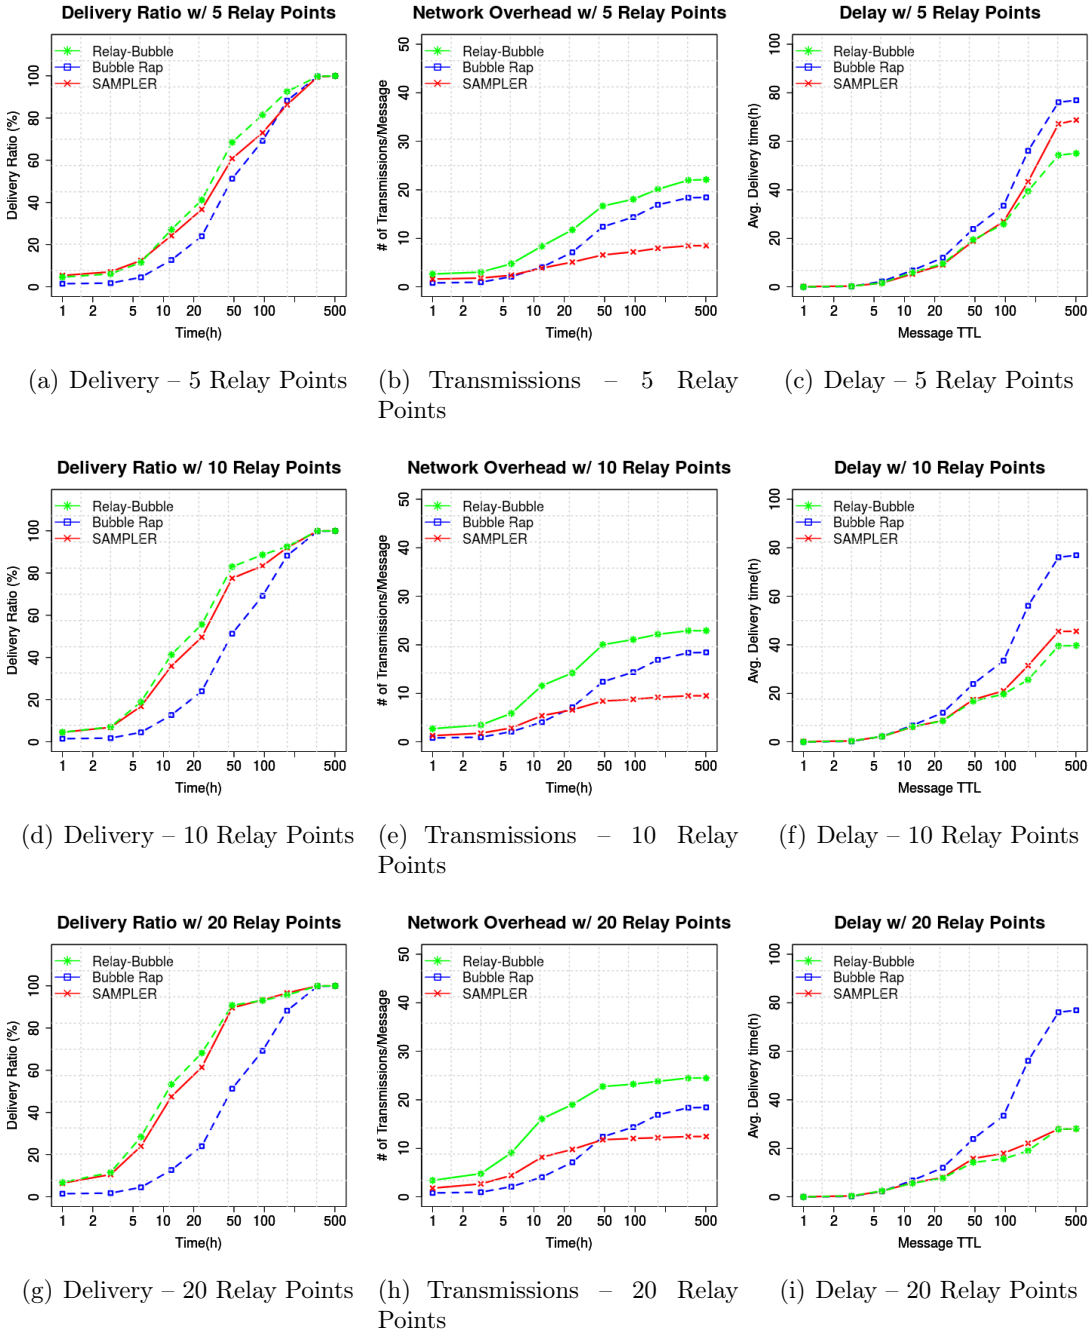 Delivery Ratio w/ 5 Relay Points
Relay-Bubble
Bubble Rap
SAMPLER
Delivery Ratio (%)
0 20 40 60 80 100
1 2 5 10 20 50 100 500
Time(h)
(a) Delivery – 5 Relay Points
Network Overhead w/ 5 Relay Points
Relay-Bubble
Bubble Rap
SAMPLER
# of Transmissions/Message
0 10 20 30 40 50
1 2 5 10 20 50 100 500
Time(h)
(b) Transmissions – 5 Relay
Points
Delay w/ 5 Relay Points
Relay-Bubble
Bubble Rap
SAMPLER
Avg. Delivery time(h)
0 20 40 60 80 100
1 2 5 10 20 50 100 500
Message TTL
(c) Delay – 5 Relay Points
Delivery Ratio w/ 10 Relay Points
Relay-Bubble
Bubble Rap
SAMPLER
Delivery Ratio (%)
0 20 40 60 80 100
1 2 5 10 20 50 100 500
Time(h)
(d) Delivery – 10 Relay Points
Network Overhead w/ 10 Relay Points
Relay-Bubble
Bubble Rap
SAMPLER
# of Transmissions/Message
0 10 20 30 40 50
1 2 5 10 20 50 100 500
Time(h)
(e) Transmissions – 10 Relay
Points
Delay w/ 10 Relay Points
Relay-Bubble
Bubble Rap
SAMPLER
Avg. Delivery time(h)
0 20 40 60 80 100
1 2 5 10 20 50 100 500
Message TTL
(f) Delay – 10 Relay Points
Delivery Ratio w/ 20 Relay Points
Relay-Bubble
Bubble Rap
SAMPLER
Delivery Ratio (%)
0 20 40 60 80 100
1 2 5 10 20 50 100 500
Time(h)
(g) Delivery – 20 Relay Points
Network Overhead w/ 20 Relay Points
Relay-Bubble
Bubble Rap
SAMPLER
# of Transmissions/Message
0 10 20 30 40 50
1 2 5 10 20 50 100 500
Time(h)
(h) Transmissions – 20 Relay
Points
Delay w/ 20 Relay Points
Relay-Bubble
Bubble Rap
SAMPLER
Avg. Delivery time(h)
0 20 40 60 80 100
1 2 5 10 20 50 100 500
Message TTL
(i) Delay – 20 Relay Points